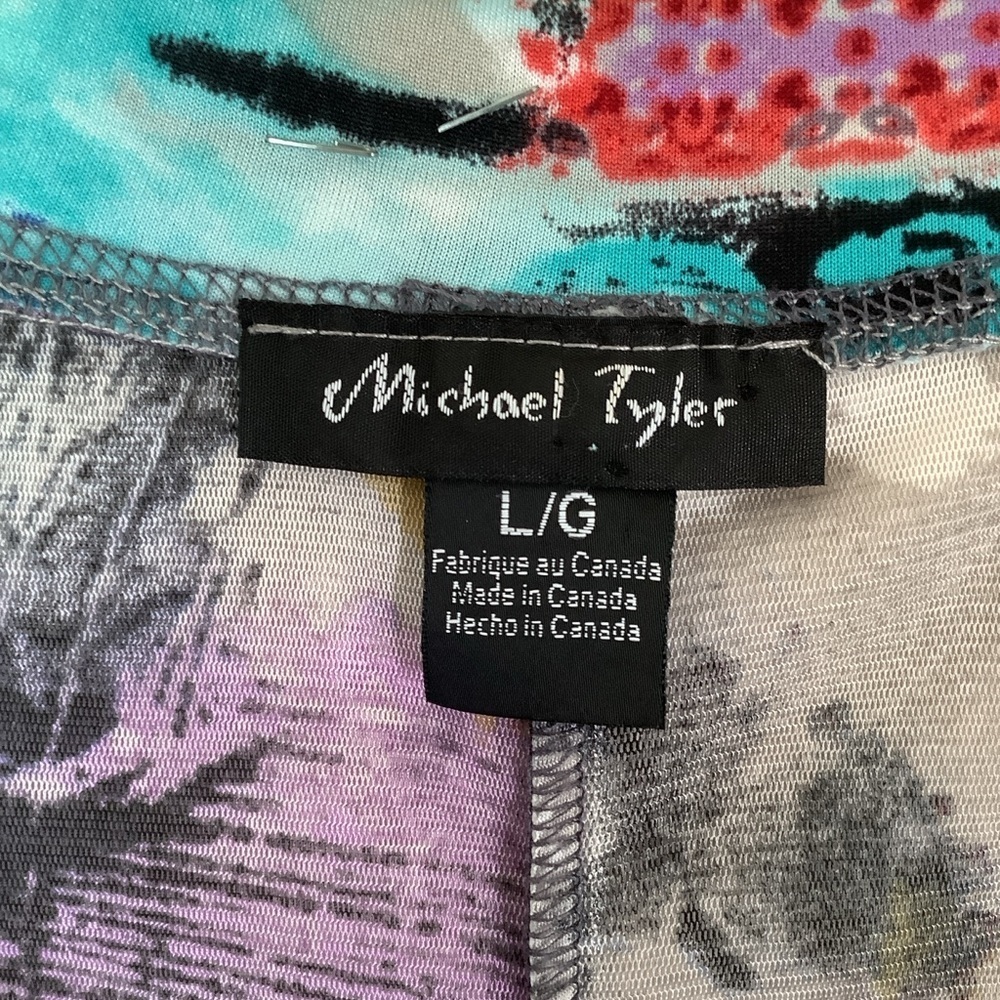 Michael Tyler
L/G
Fabrique au Canada
Made in Canada
Hecho in Canada